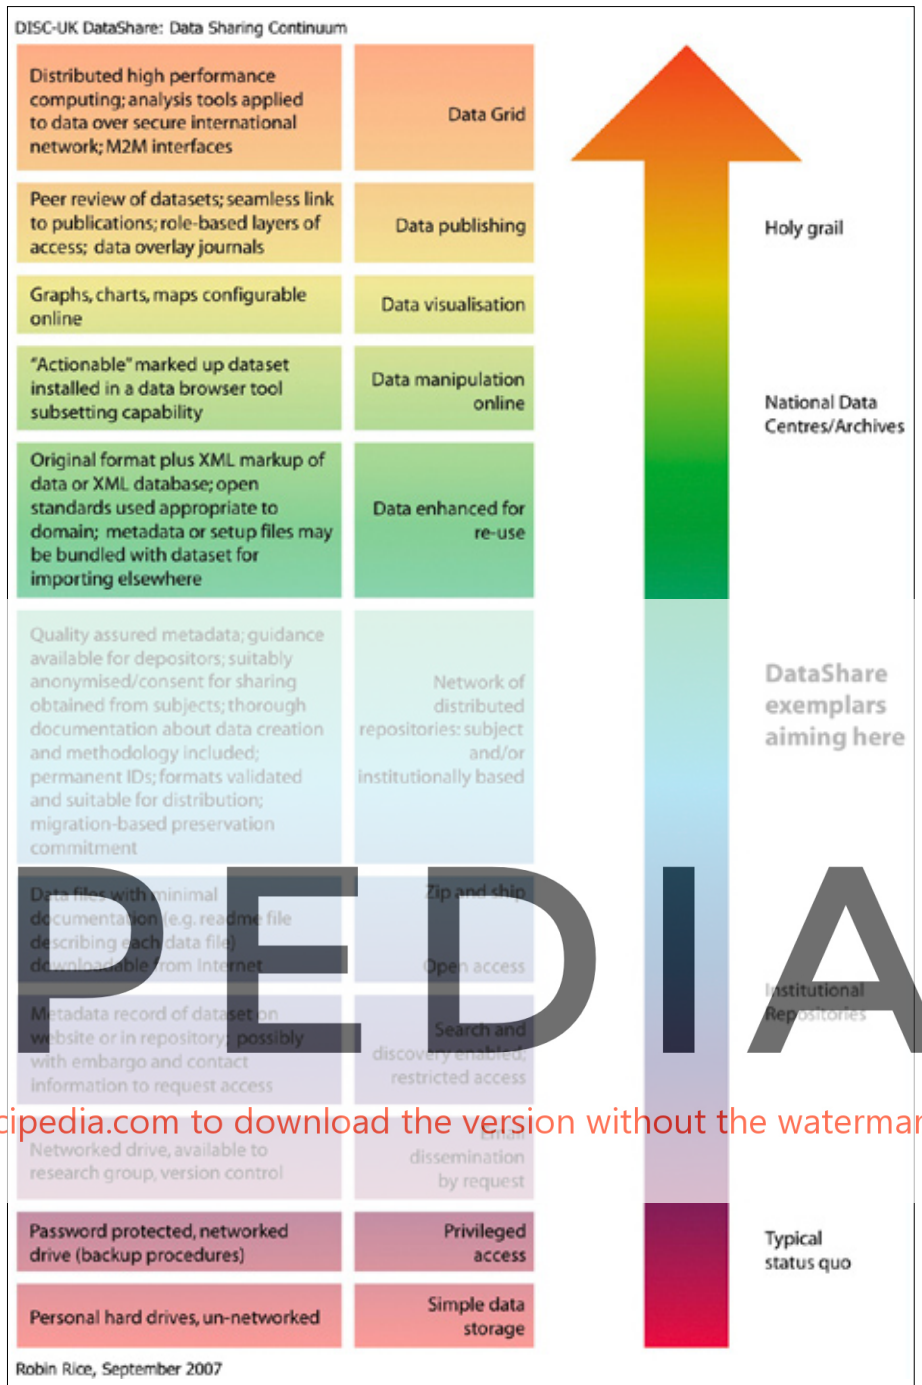 DISC-UK DataShare: Data Sharing Continuum
Distributed high performance
computing; analysis tools applied
to data over secure international
network; M2M interfaces
Data Grid
Peer review of datasets; seamless link
to publications; role-based layers of
access; data overlay journals
Data publishing
Holy grail
Graphs, charts, maps configurable
online
Data visualisation
"Actionable" marked up dataset
installed in a data browser tool
subsetting capability
Data manipulation
online
National Data
Centres/Archives
Original format plus XML markup of
data or XML database; open
standards used appropriate to
domain; metadata or setup files may
be bundled with dataset for
importing elsewhere
Data enhanced for
re-use
Quality assured metadata; guidance
available for depositors; suitably
anonymised/consent for sharing
obtained from subjects; thorough
documentation about data creation
and methodology included;
permanent IDs; formats validated
and suitable for distribution;
migration-based preservation
commitment
Network of
distributed
repositories: subject
and/or
institutionally based
DataShare
exemplars
aiming here
Data files with minimal
documentation (e.g. readme file
describing each data file)
downloadable from Internet
Zip and ship
Open access
PEDIA
Metadata record of dataset on
website or in repository; possibly
with embargo and contact
information to request access
Search and
discovery enabled;
restricted access
Institutional
Repositories
cipedia.com to download the version without the watermar
Networked drive, available to
research group, version control
Email
dissemination
by request
Password protected, networked
drive (backup procedures)
Privileged
access
Typical
status quo
Personal hard drives, un-networked
Simple data
storage
Robin Rice, September 2007